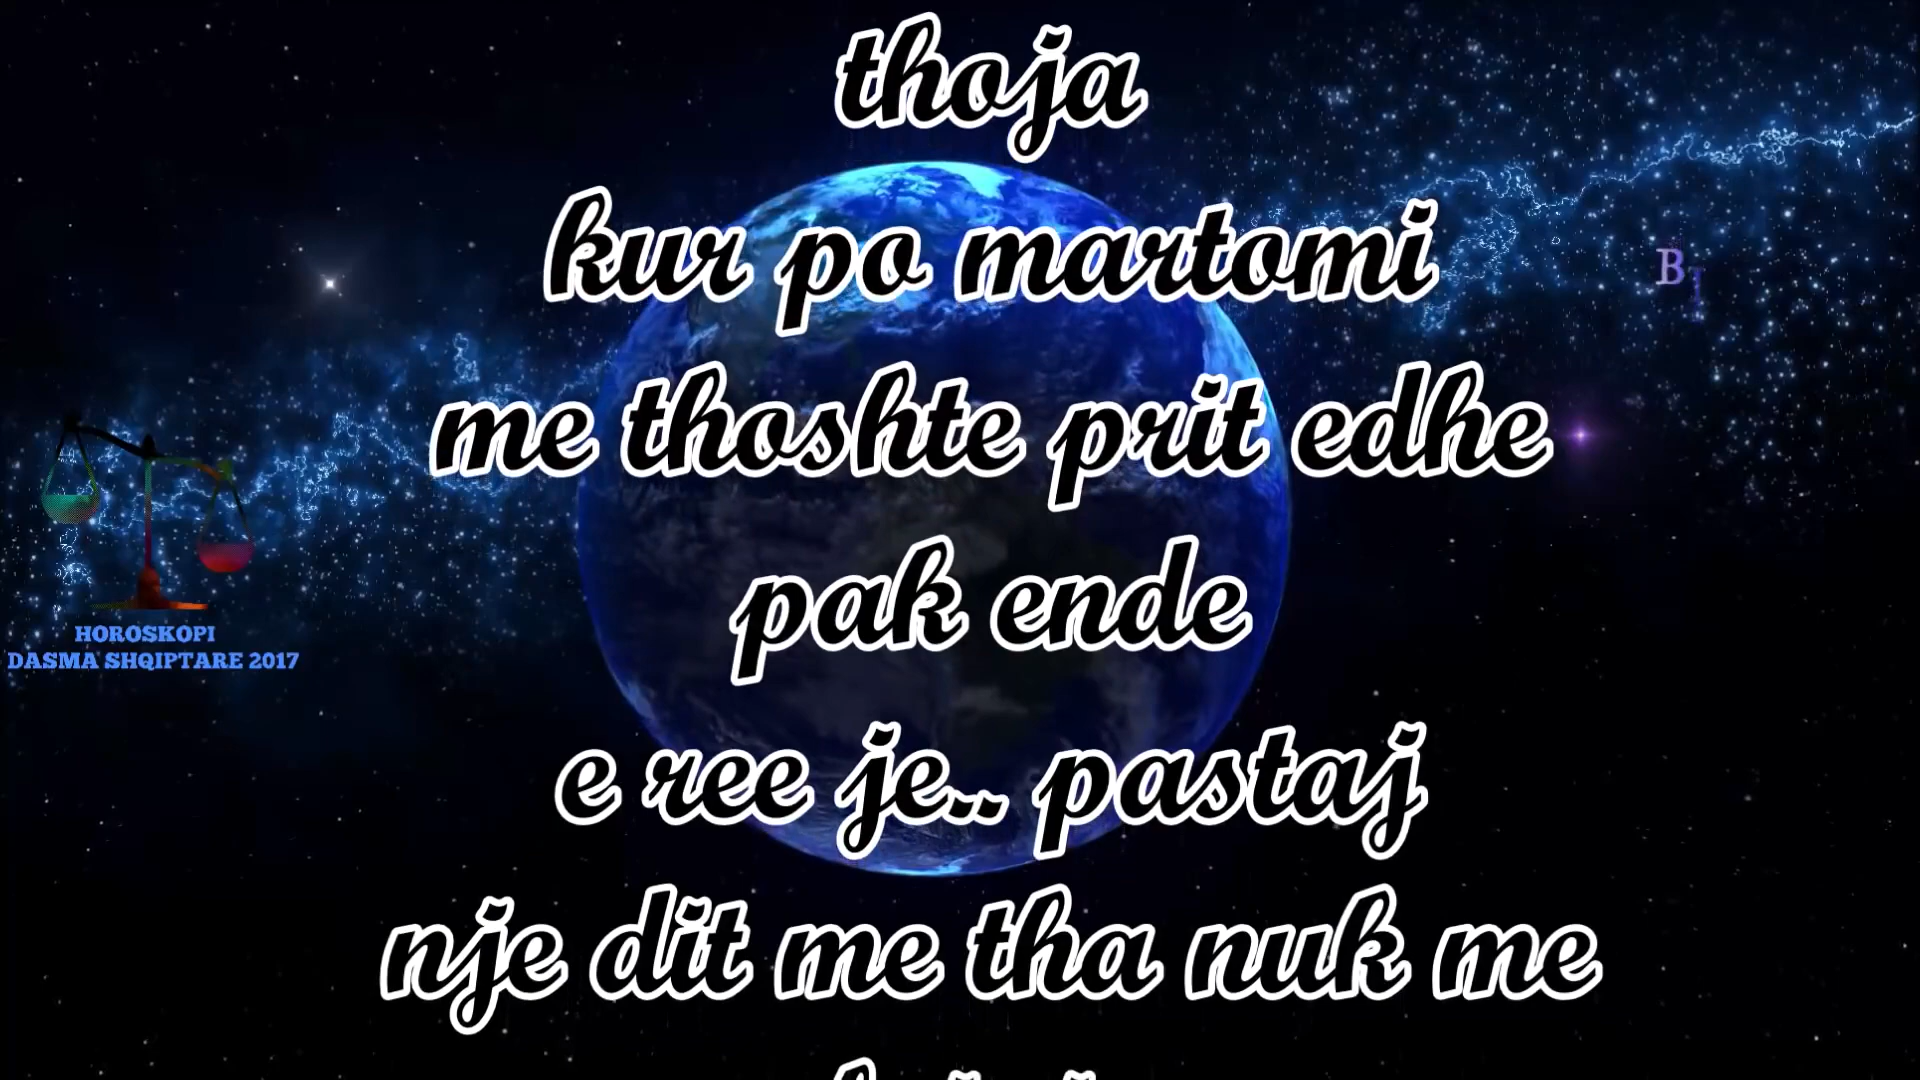 thoja
kur po martomi
me thoshte prit edhe
pak ende
e ree je.. pastaj
nje dit me tha nuk me
HOROSKOPI
DASMA SHQIPTARE 2017
B